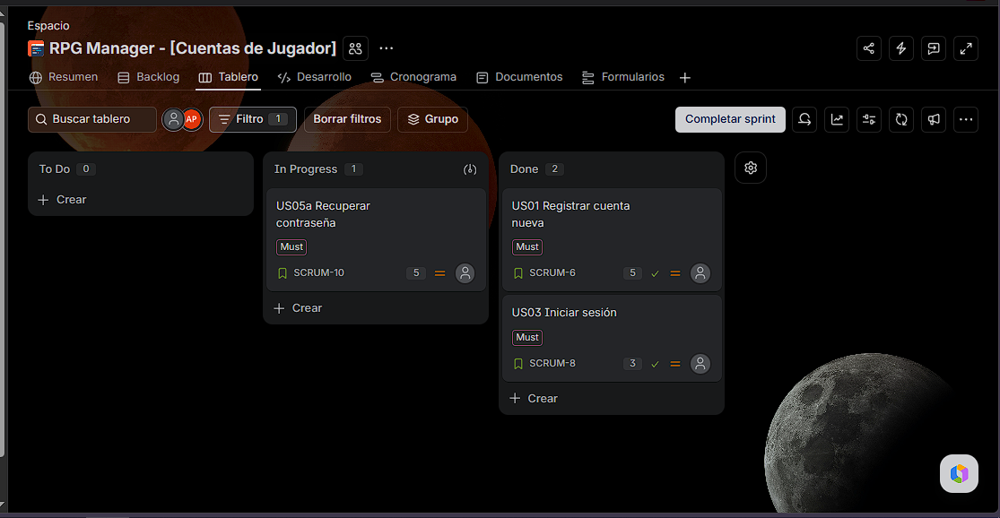 Espacio
RPG Manager - [Cuentas de Jugador]
Resumen
Backlog
Tablero
Desarrollo
Cronograma
Documentos
Formularios
Buscar tablero
AP
Filtro 1
Borrar filtros
Grupo
Completar sprint
To Do 0
Crear
In Progress 1
US05a Recuperar
contraseña
Must
SCRUM-10 5
Crear
Done 2
US01 Registrar cuenta
nueva
Must
SCRUM-6 5
US03 Iniciar sesión
Must
SCRUM-8 3
Crear